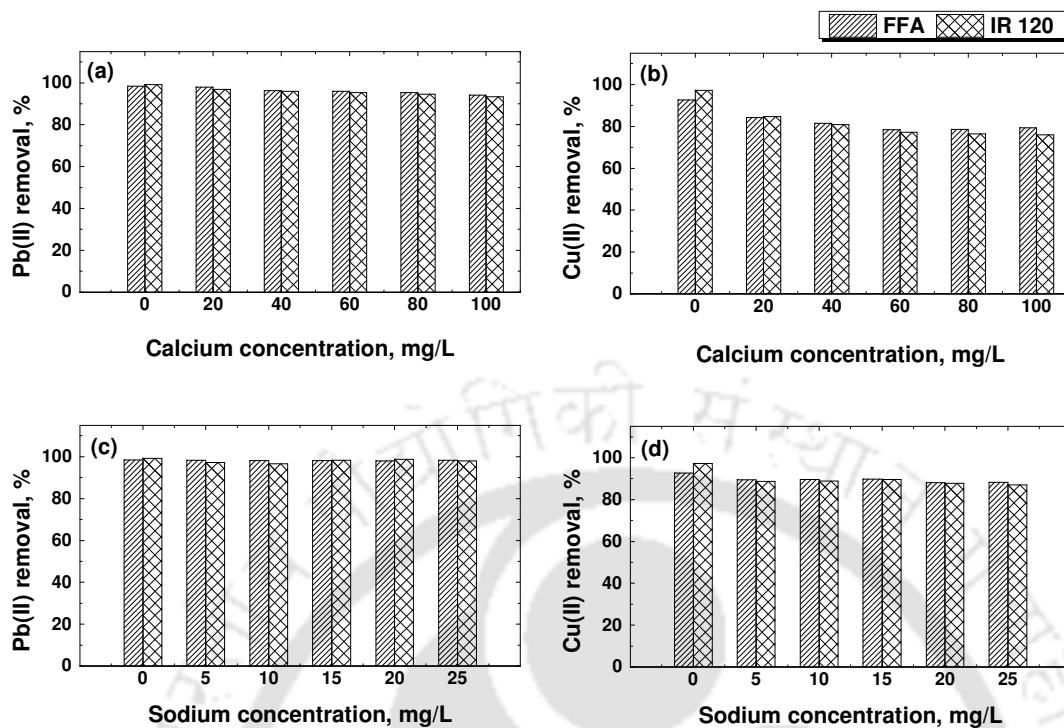 FFA IR 120
(a)
Pb(II) removal, %
100
80
60
40
20
0
0 20 40 60 80 100
Calcium concentration, mg/L
(b)
Cu(II) removal, %
100
80
60
40
20
0
0 20 40 60 80 100
Calcium concentration, mg/L
(c)
Pb(II) removal, %
100
80
60
40
20
0
0 5 10 15 20 25
Sodium concentration, mg/L
(d)
Cu(II) removal, %
100
80
60
40
20
0
0 5 10 15 20 25
Sodium concentration, mg/L